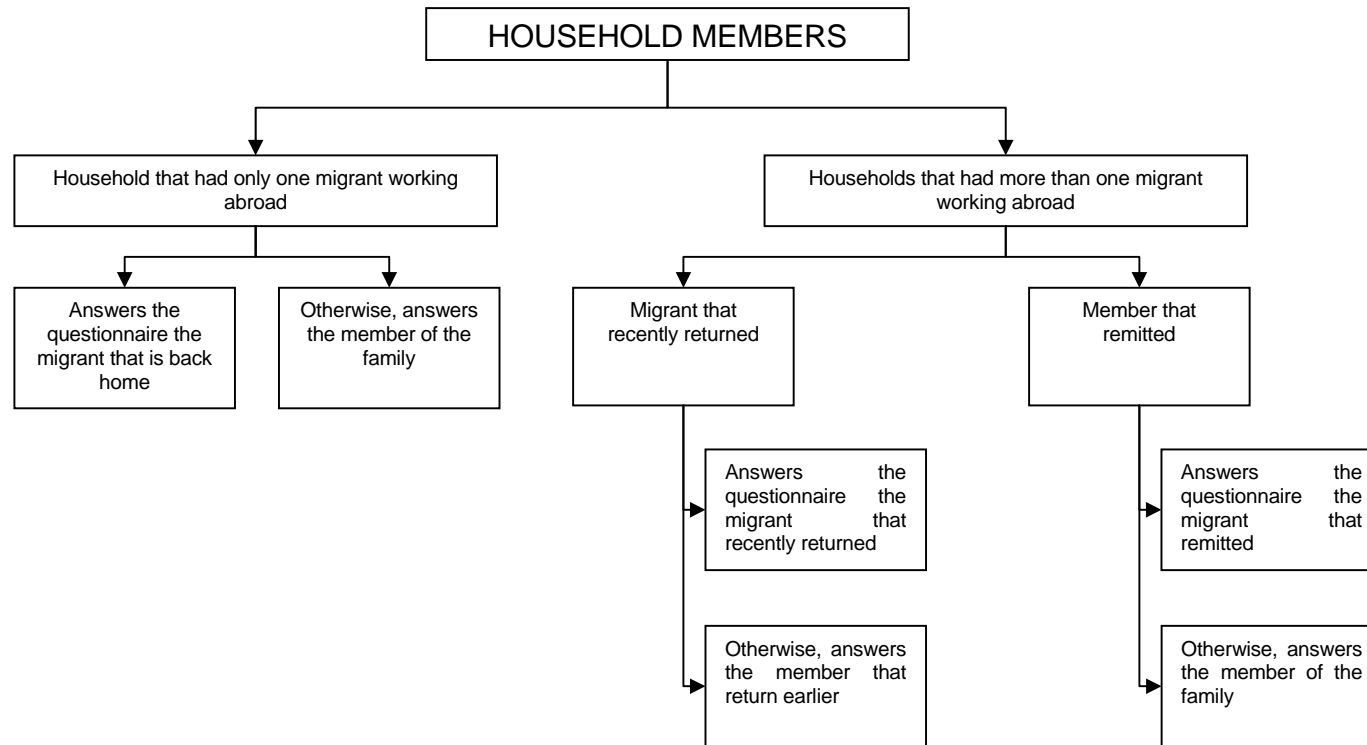 HOUSEHOLD MEMBERS
Household that had only one migrant working
abroad
Households that had more than one migrant
working abroad
Answers the
questionnaire the
migrant that is back
home
Otherwise, answers
the member of the
family
Migrant that
recently returned
Member that
remitted
Answers the
questionnaire the
migrant that
recently returned
Answers the
questionnaire the
migrant that
remitted
Otherwise, answers
the member that
return earlier
Otherwise, answers
the member of the
family